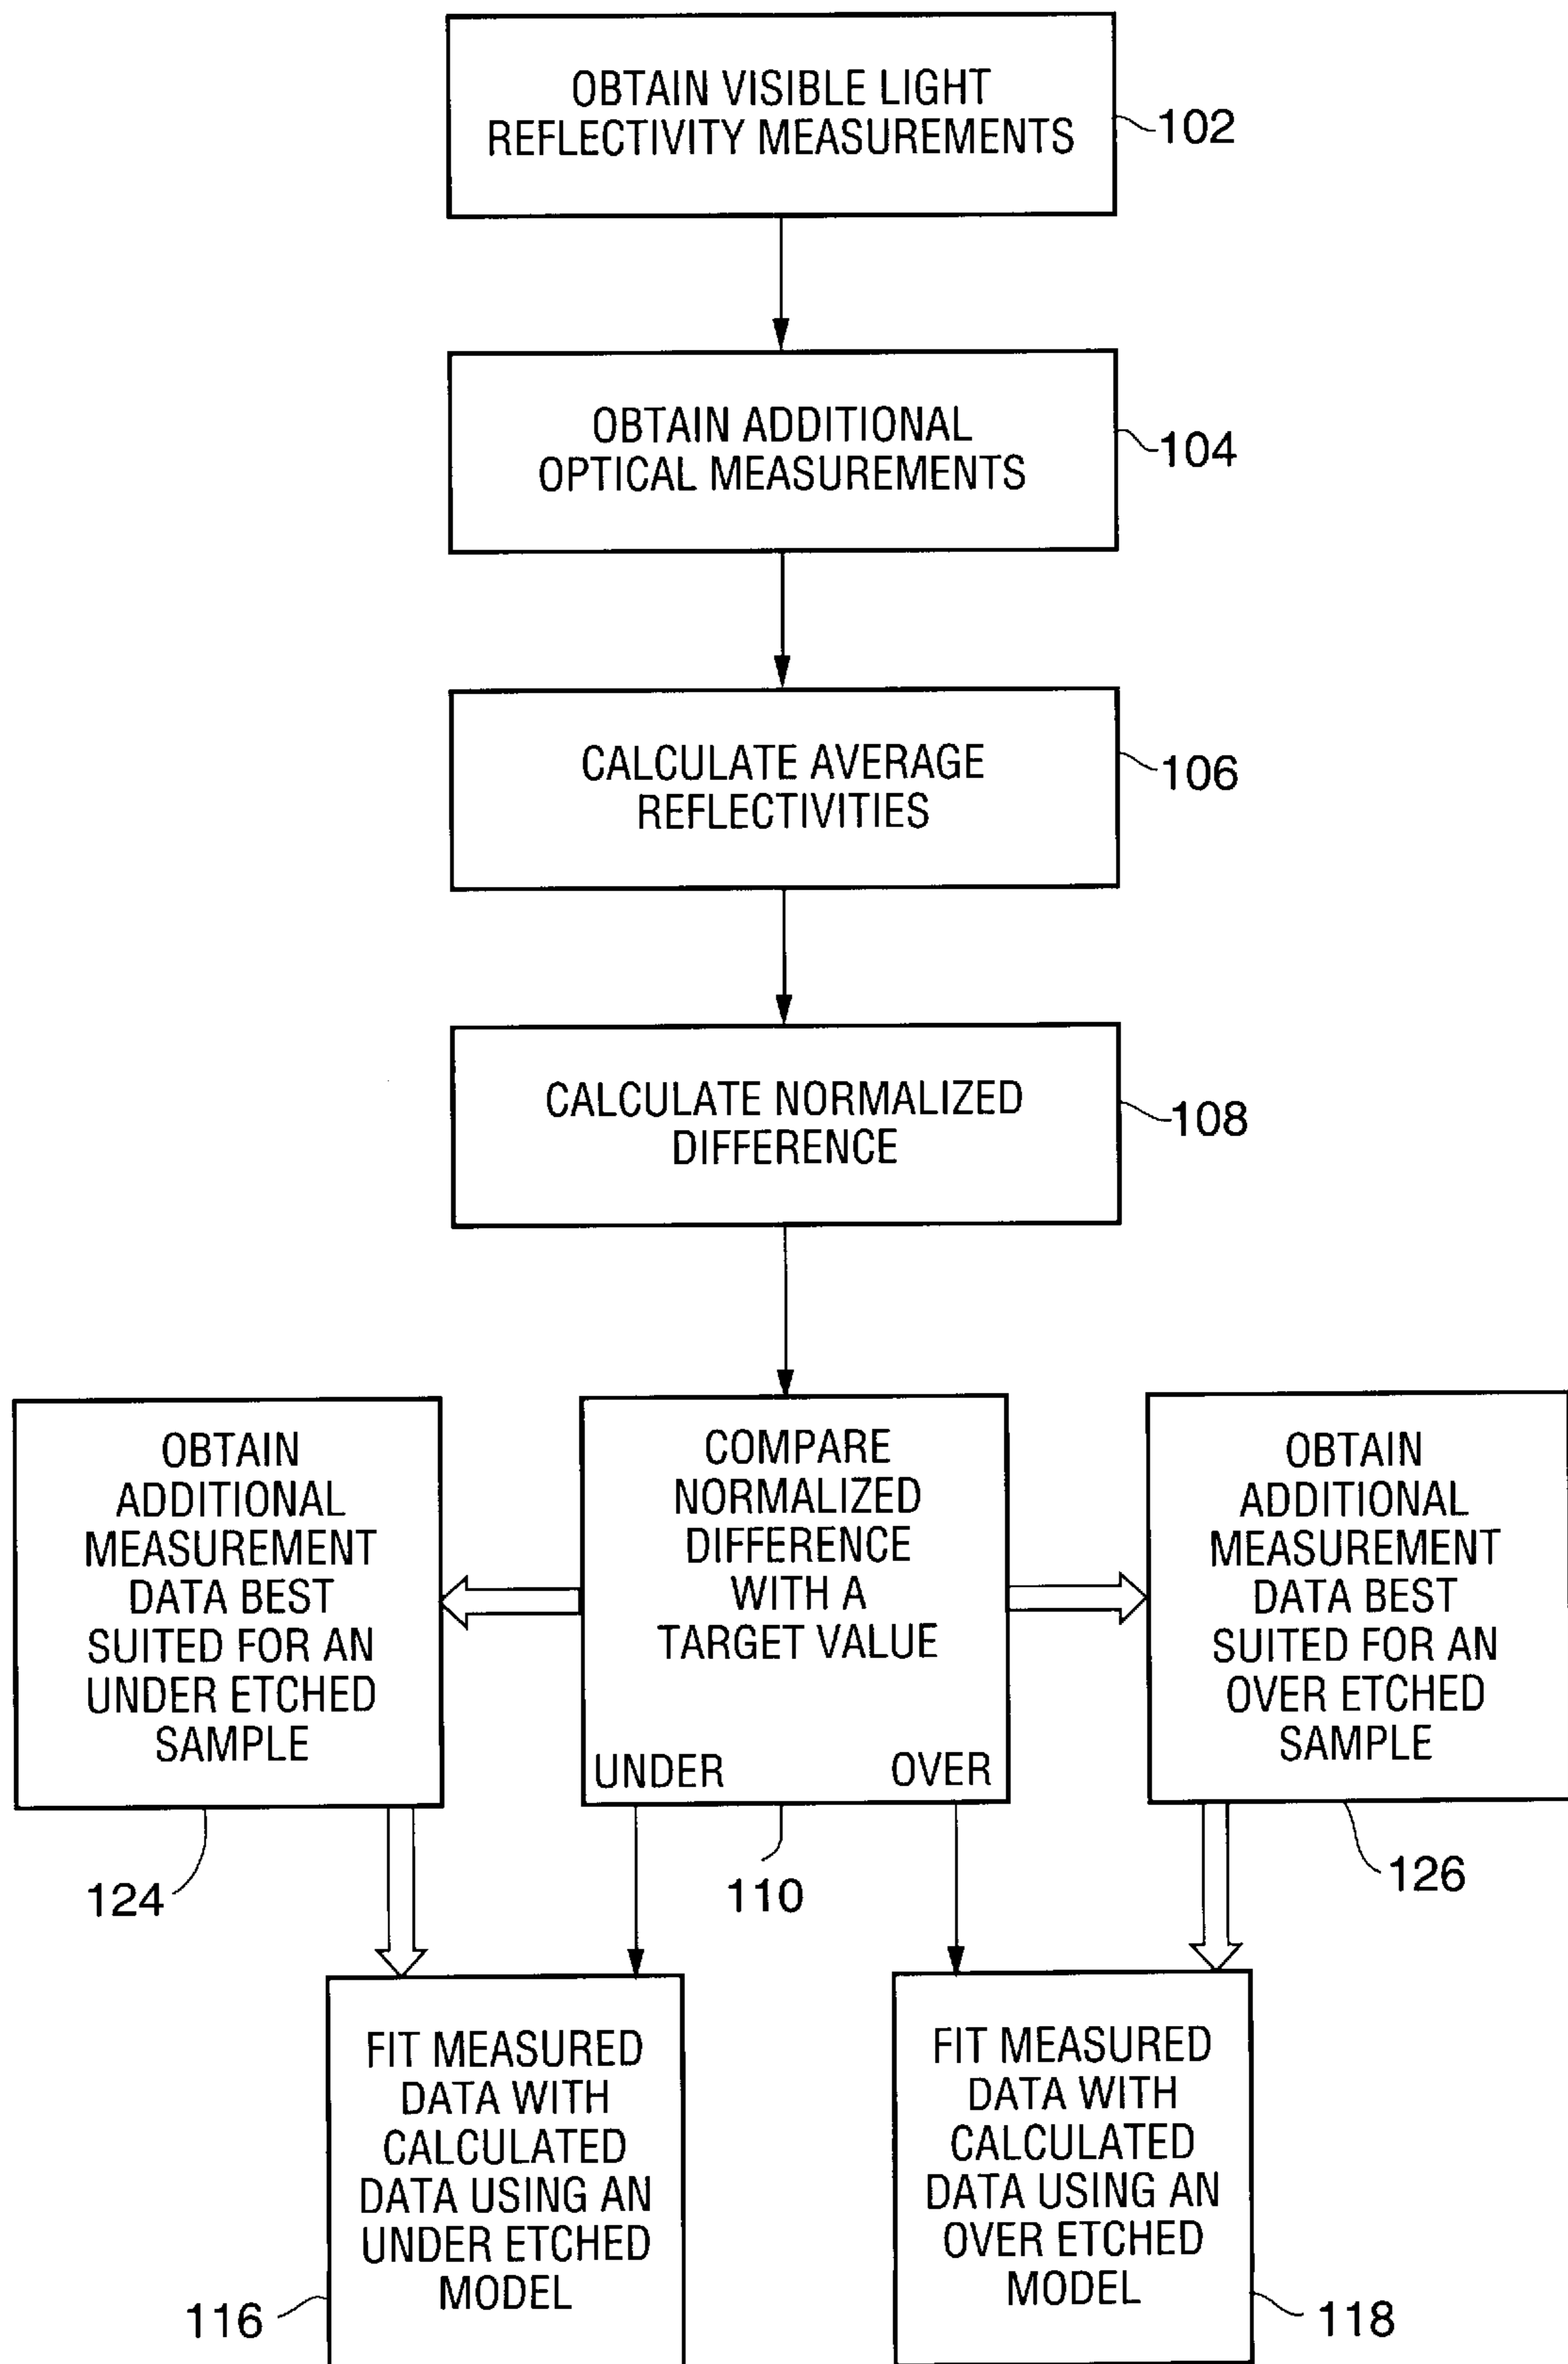 OBTAIN VISIBLE LIGHT
REFLECTIVITY MEASUREMENTS
102
OBTAIN ADDITIONAL
OPTICAL MEASUREMENTS
104
CALCULATE AVERAGE
REFLECTIVITIES
106
CALCULATE NORMALIZED
DIFFERENCE
108
OBTAIN
ADDITIONAL
MEASUREMENT
DATA BEST
SUITED FOR AN
UNDER ETCHED
SAMPLE
124
COMPARE
NORMALIZED
DIFFERENCE
WITH A
TARGET VALUE
UNDER OVER
110
OBTAIN
ADDITIONAL
MEASUREMENT
DATA BEST
SUITED FOR AN
OVER ETCHED
SAMPLE
126
FIT MEASURED
DATA WITH
CALCULATED
DATA USING AN
UNDER ETCHED
MODEL
116
FIT MEASURED
DATA WITH
CALCULATED
DATA USING AN
OVER ETCHED
MODEL
118